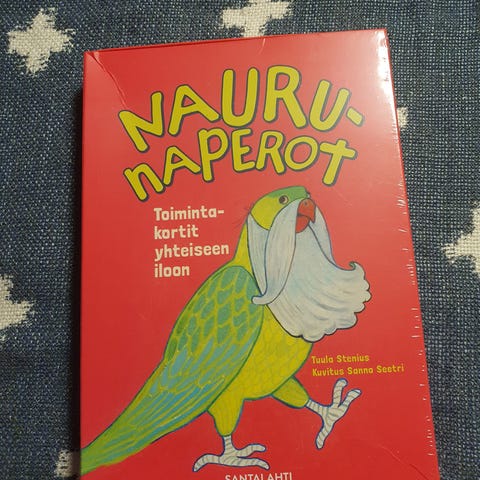 NAURU-
nAPEROT
Toiminta-
kortit
yhteiseen
iloon
Tuula Stenius
Kuvitus Sanna Seetri
SANTALAHTI